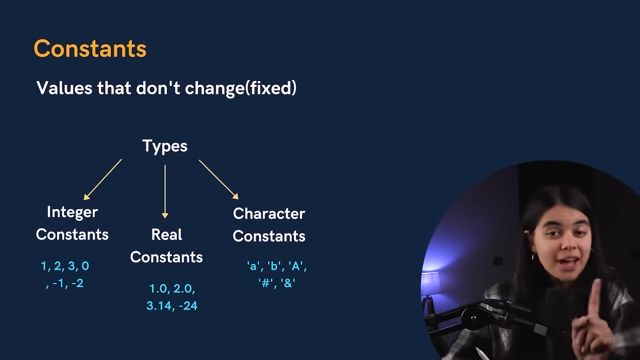 Constants
Values that don't change(fixed)
Types
Integer
Constants
1, 2, 3, 0
, -1, -2
Real
Constants
1.0, 2.0,
3.14, -24
Character
Constants
'a', 'b', 'A',
'#', '&'